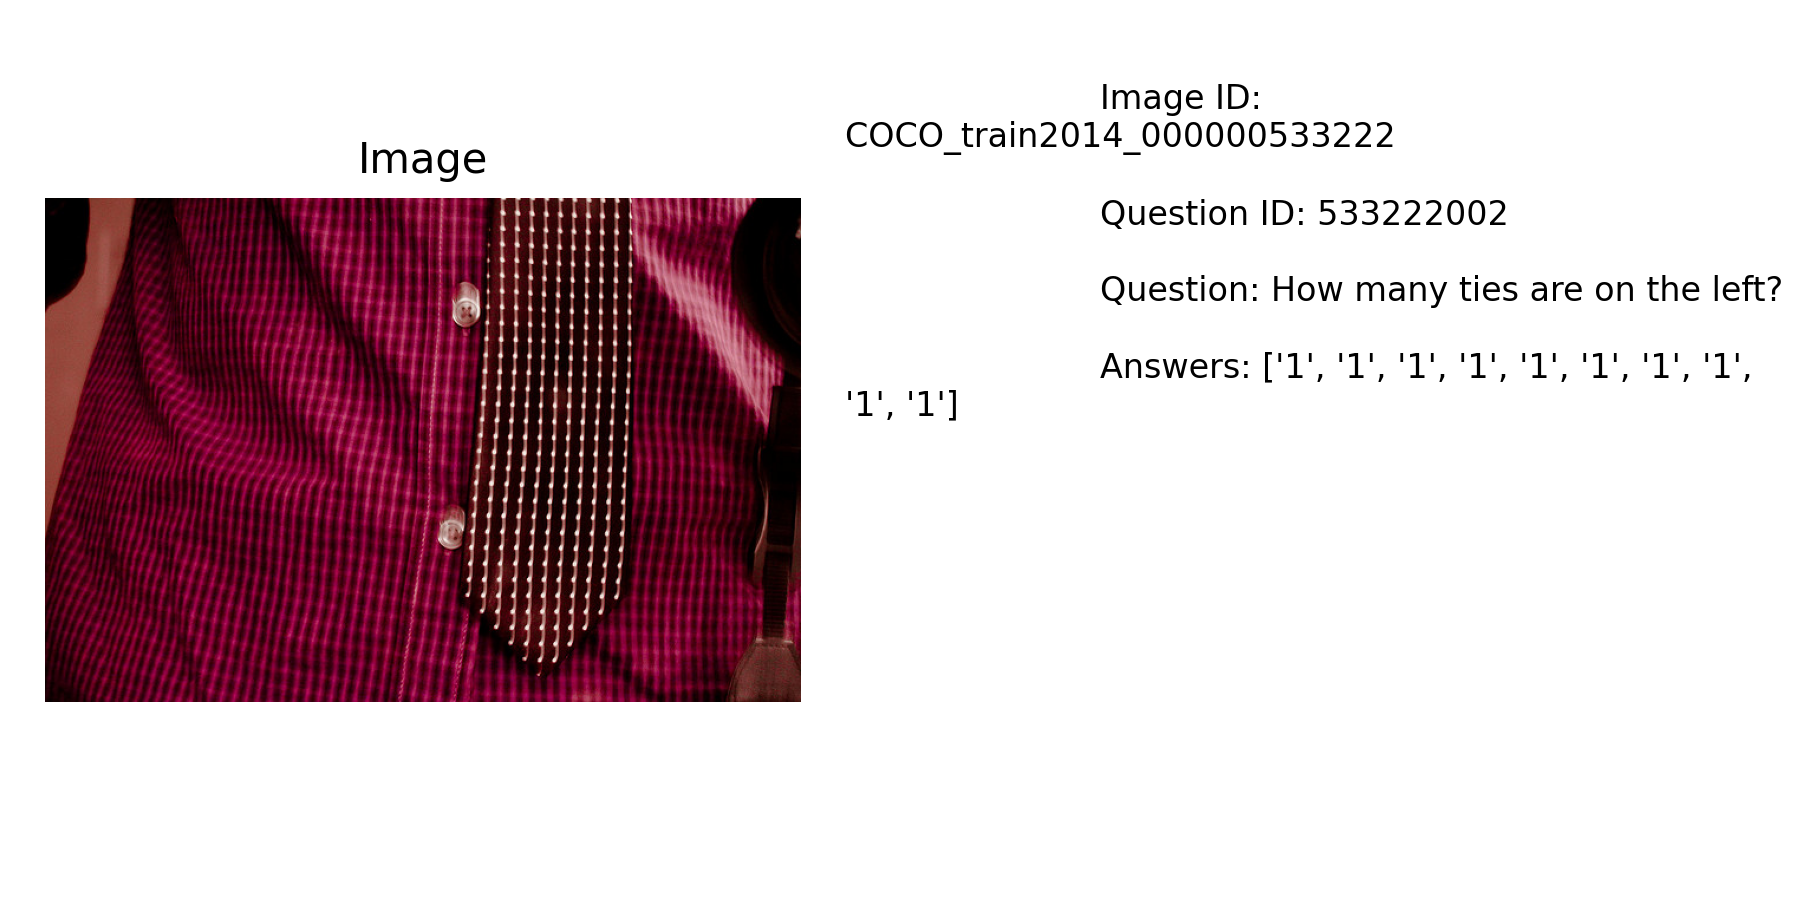 Image
Image ID:
COCO_train2014_000000533222
Question ID: 533222002
Question: How many ties are on the left?
Answers: ['1', '1', '1', '1', '1', '1', '1', '1',
'1', '1']